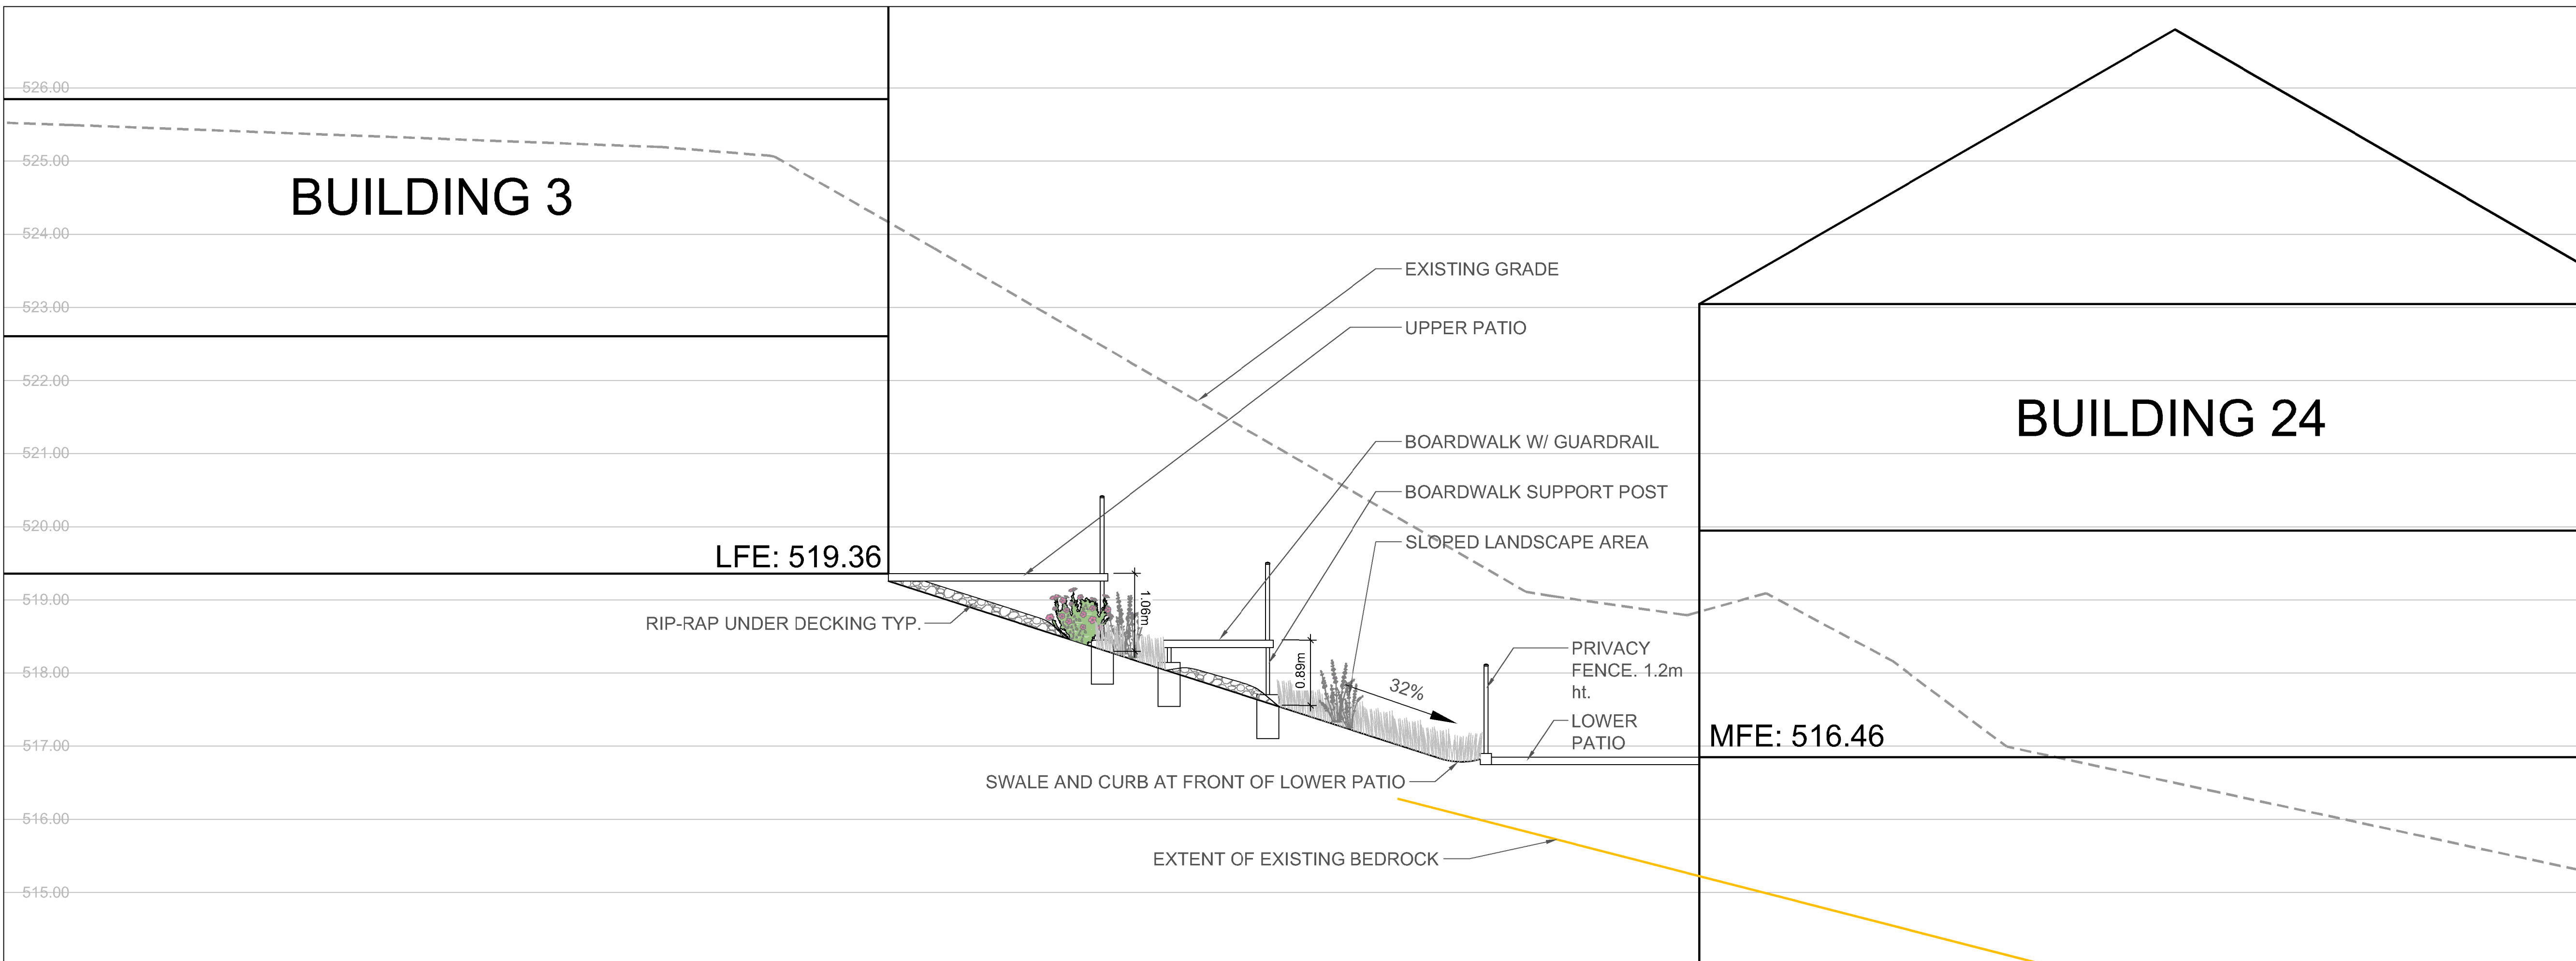 526.00
525.00
BUILDING 3
524.00
EXISTING GRADE
523.00
UPPER PATIO
522.00
BUILDING 24
521.00
BOARDWALK W/ GUARDRAIL
BOARDWALK SUPPORT POST
520.00
SLOPED LANDSCAPE AREA
LFE: 519.36
519.00
1.06m
RIP-RAP UNDER DECKING TYP.
518.00
0.89m
32%
PRIVACY
FENCE. 1.2m
ht.
LOWER
PATIO
517.00
MFE: 516.46
SWALE AND CURB AT FRONT OF LOWER PATIO
516.00
EXTENT OF EXISTING BEDROCK
515.00